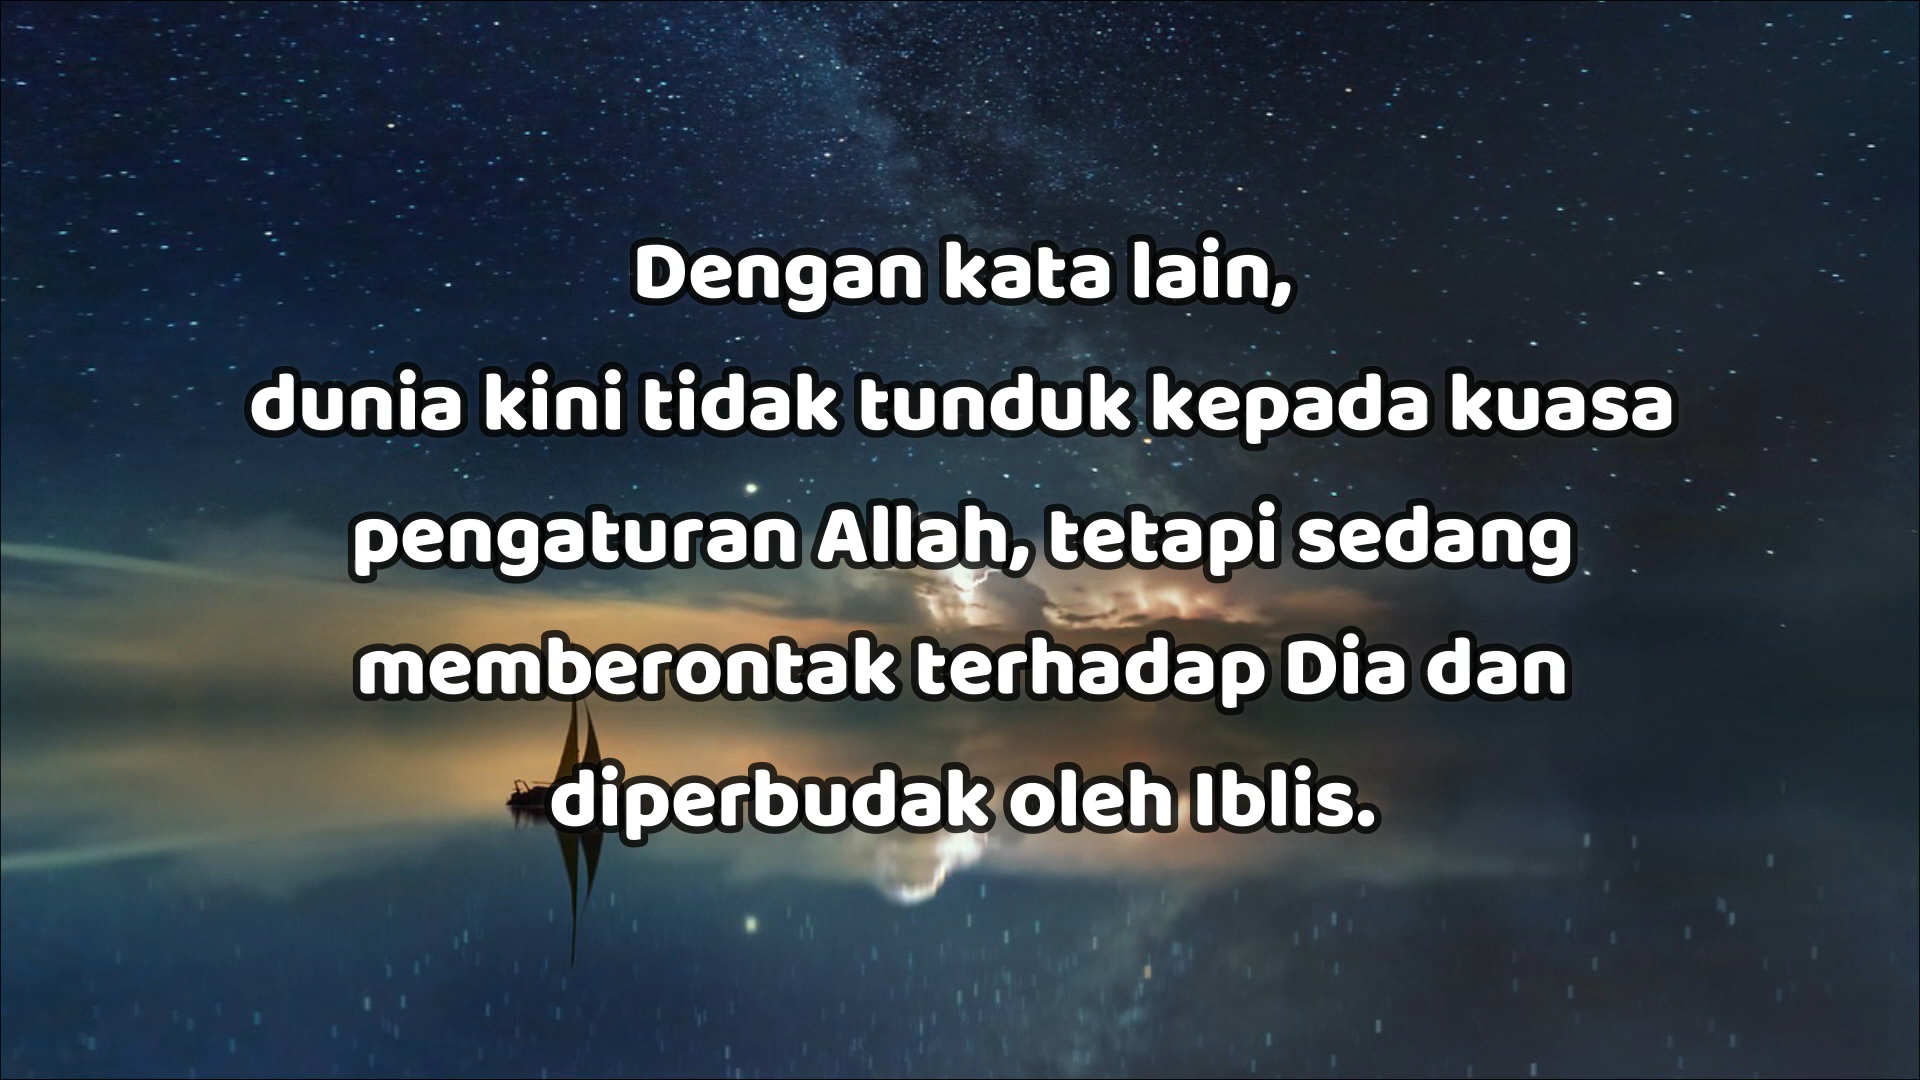 Dengan kata lain,
dunia kini tidak tunduk kepada kuasa
pengaturan Allah, tetapi sedang
memberontak terhadap Dia dan
diperbudak oleh Iblis.